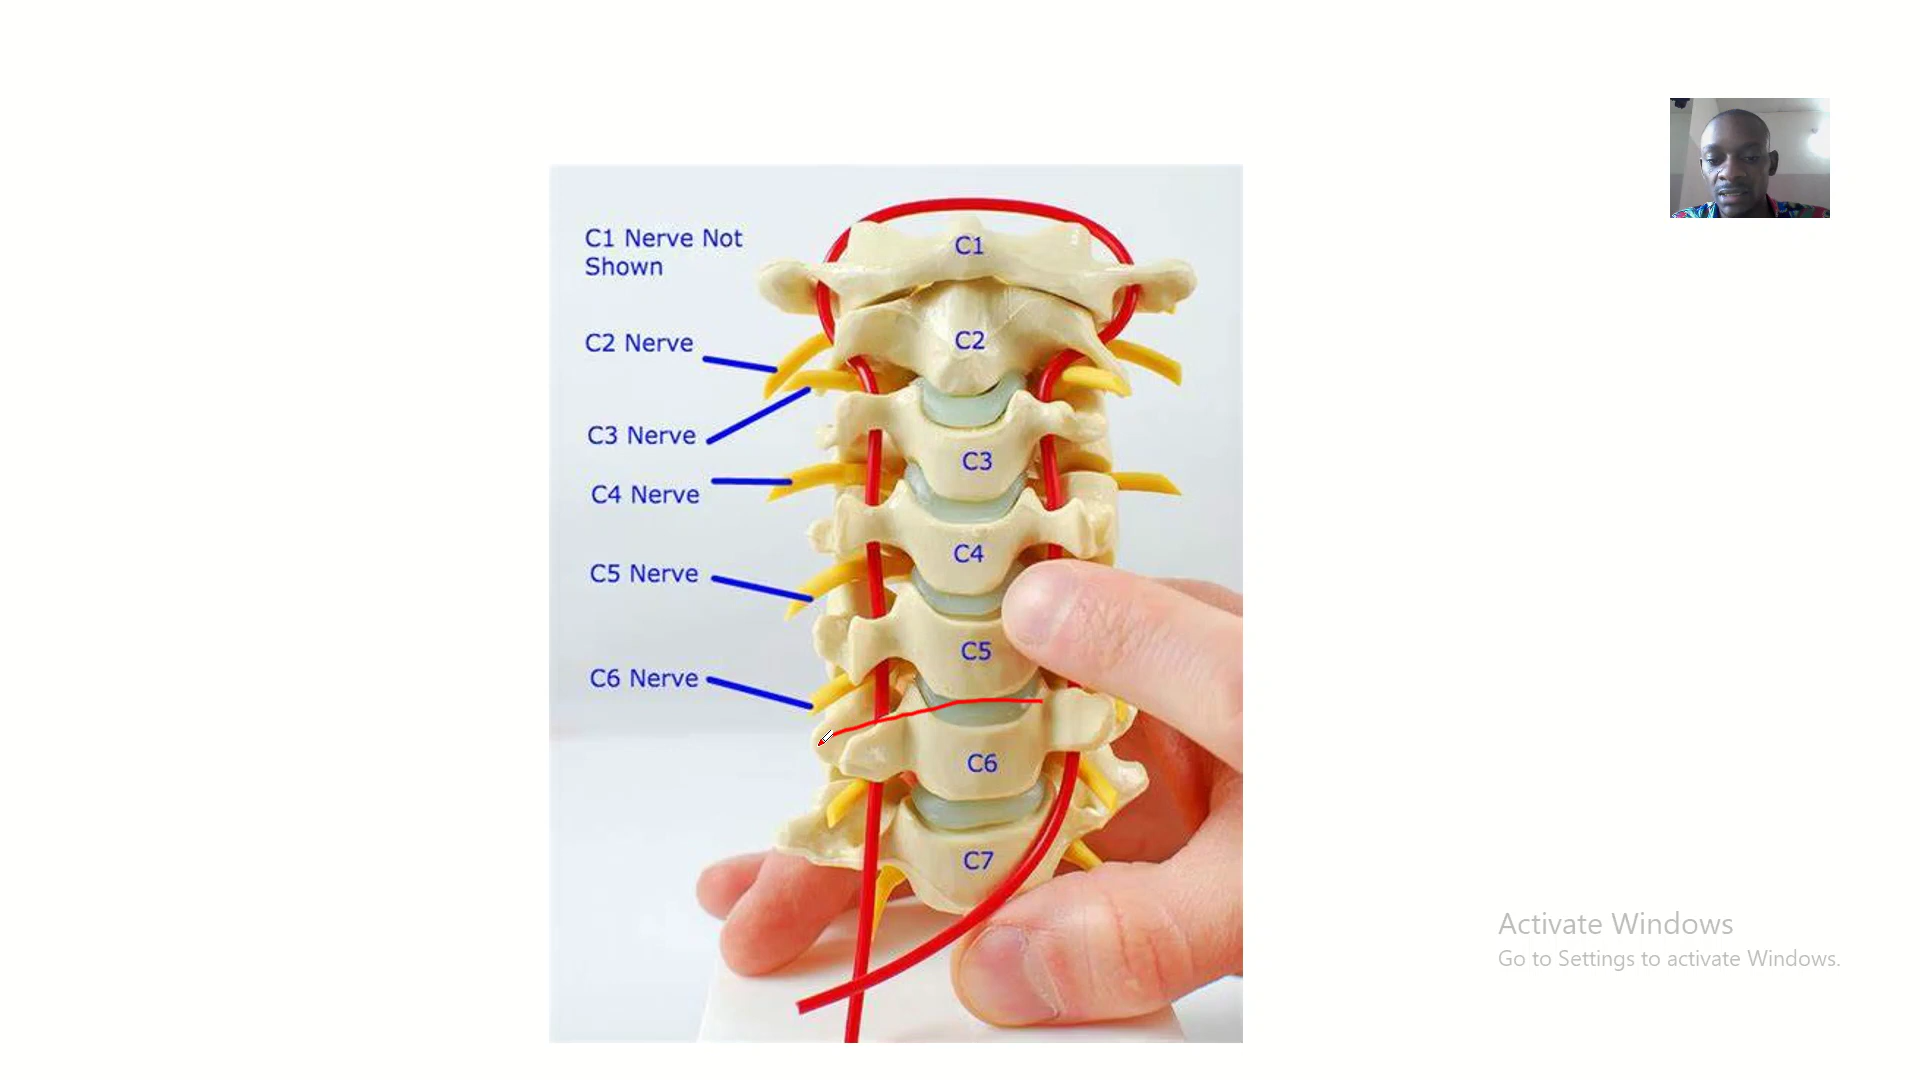 C1 Nerve Not
Shown
C1
C2 Nerve
C2
C3 Nerve
C3
C4 Nerve
C4
C5 Nerve
C5
C6 Nerve
C6
C7
Activate Windows
Go to Settings to activate Windows.